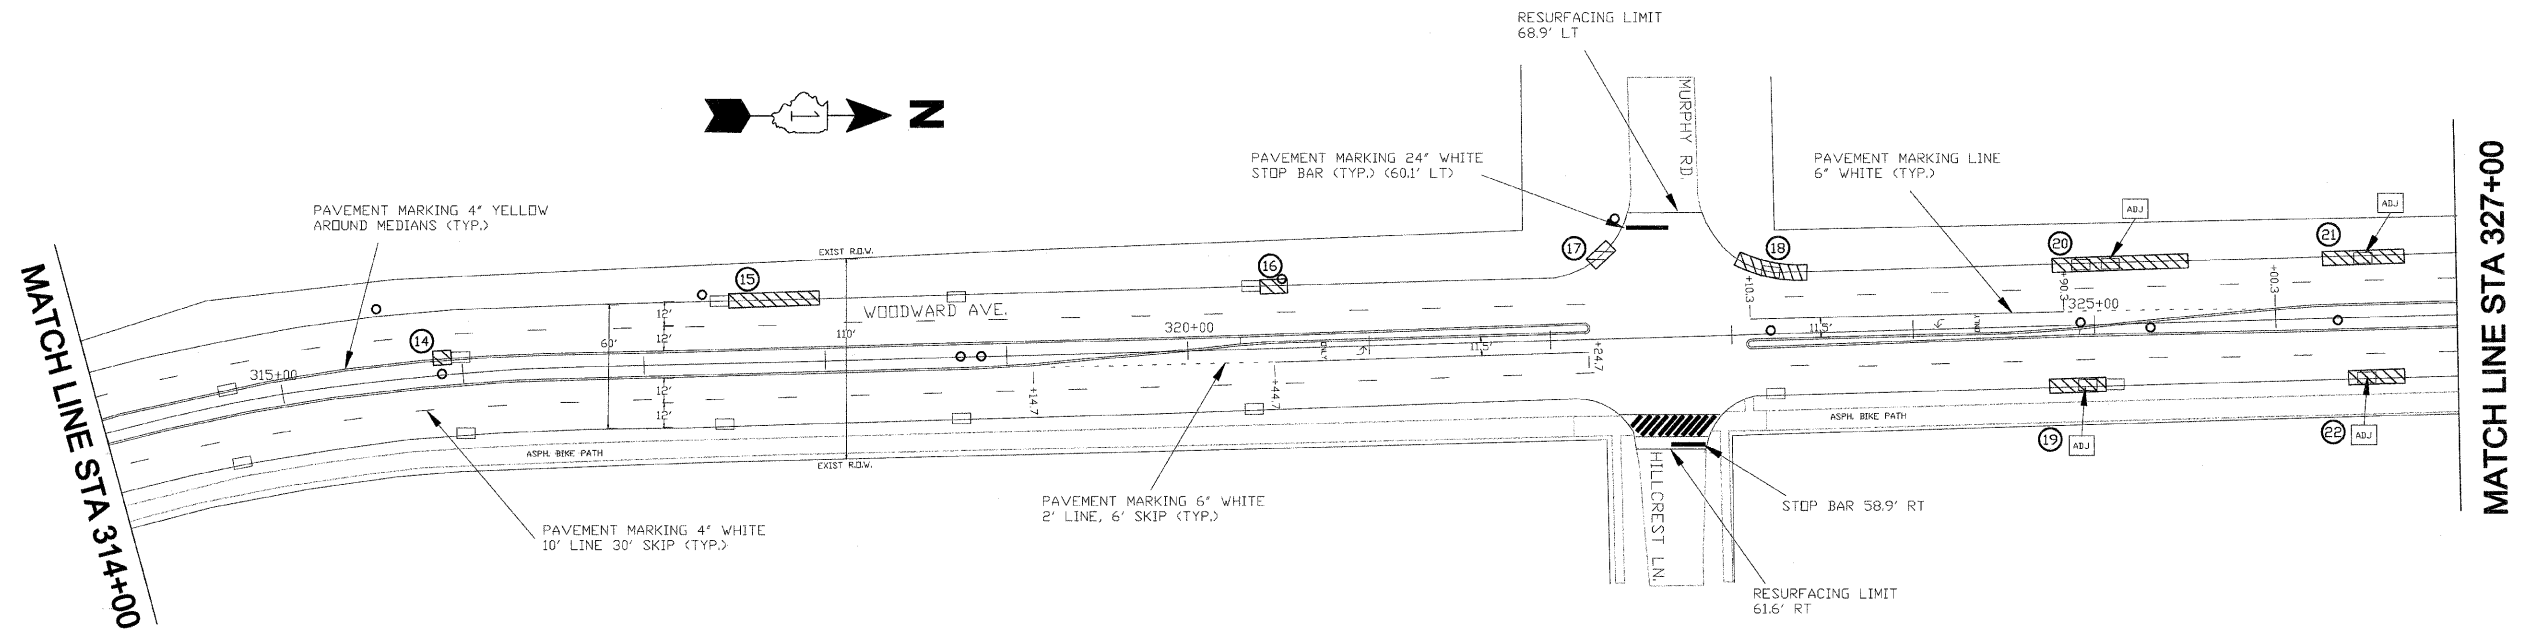 RESURFACING LIMIT
68.9' LT
N
1
MURPHY RD.
PAVEMENT MARKING 24" WHITE
STOP BAR (TYP.) (60.1' LT)
PAVEMENT MARKING LINE
6" WHITE (TYP.)
MATCH LINE STA 327+00
PAVEMENT MARKING 4" YELLOW
AROUND MEDIANS (TYP.)
ADJ
ADJ
EXIST R.O.W.
17
18
20
21
MATCH LINE STA 314+00
15
16
WOODWARD AVE.
12'
12'
60'
110'
14
315+00
320+00
ONLY
11.5'
+24.7
+10.3
11.5'
ONLY
+90.3
325+00
+00.3
12'
12'
+14.7
+44.7
ASPH. BIKE PATH
ASPH. BIKE PATH
EXIST R.O.W.
19
ADJ
22
ADJ
HILLCREST LN.
PAVEMENT MARKING 6" WHITE
2' LINE, 6' SKIP (TYP.)
STOP BAR 58.9' RT
PAVEMENT MARKING 4" WHITE
10' LINE 30' SKIP (TYP.)
RESURFACING LIMIT
61.6' RT